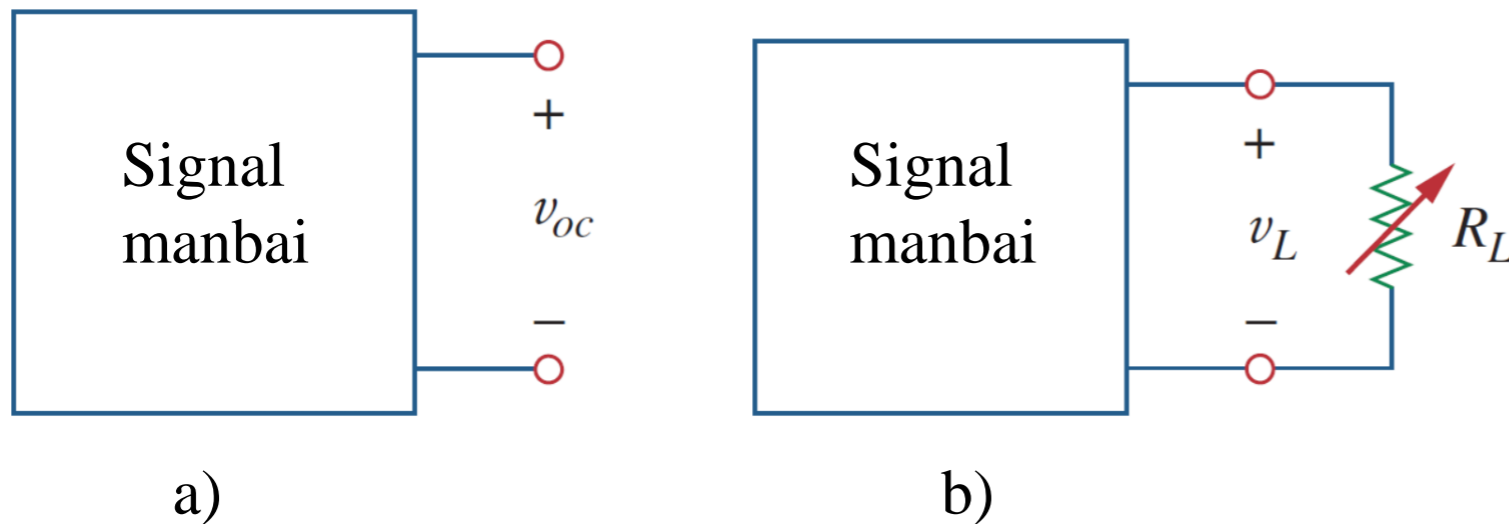 Signal
manbai
+
v_oc
−
a)
Signal
manbai
+
v_L
−
R_L
b)